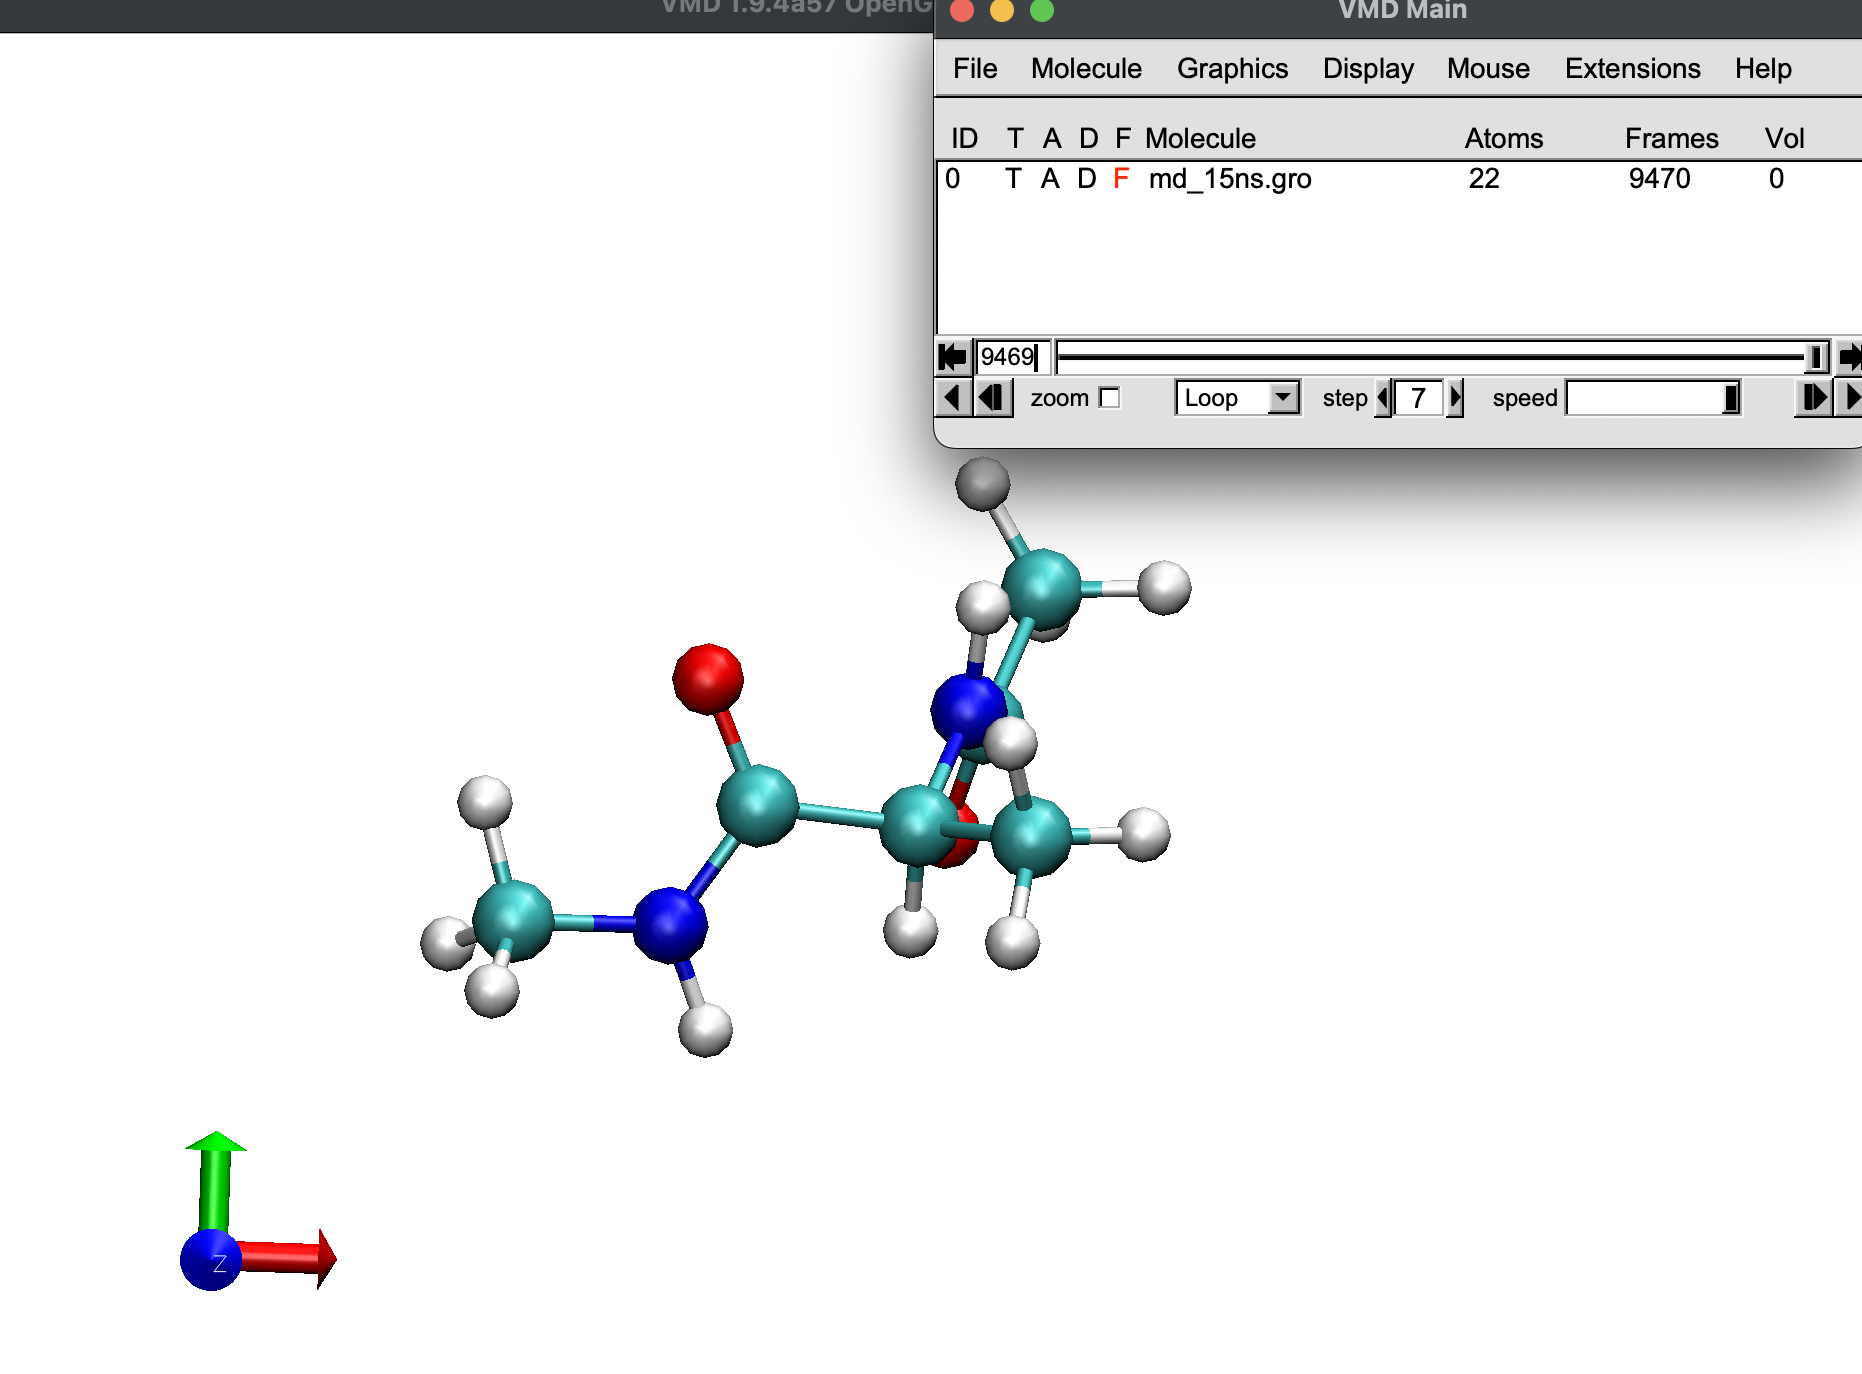 VMD 1.9.4a57 OpenG
VMD Main
File Molecule Graphics Display Mouse Extensions Help
ID T A D F Molecule Atoms Frames Vol
0 T A D F md_15ns.gro 22 9470 0
9469
zoom Loop step 7 speed
Z